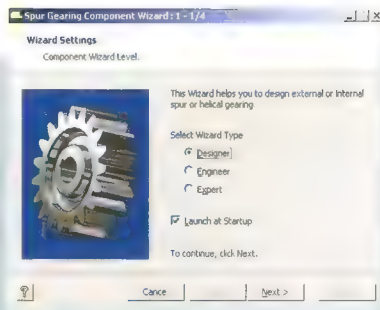 Spur Gearing Component Wizard : 1 - 1/4
Wizard Settings
Component Wizard Level.
This Wizard helps you to design external or Internal
spur or helical gearing
Select Wizard Type
Designer
Engineer
Expert
Launch at Startup
To continue, click Next.
? Cance Next >